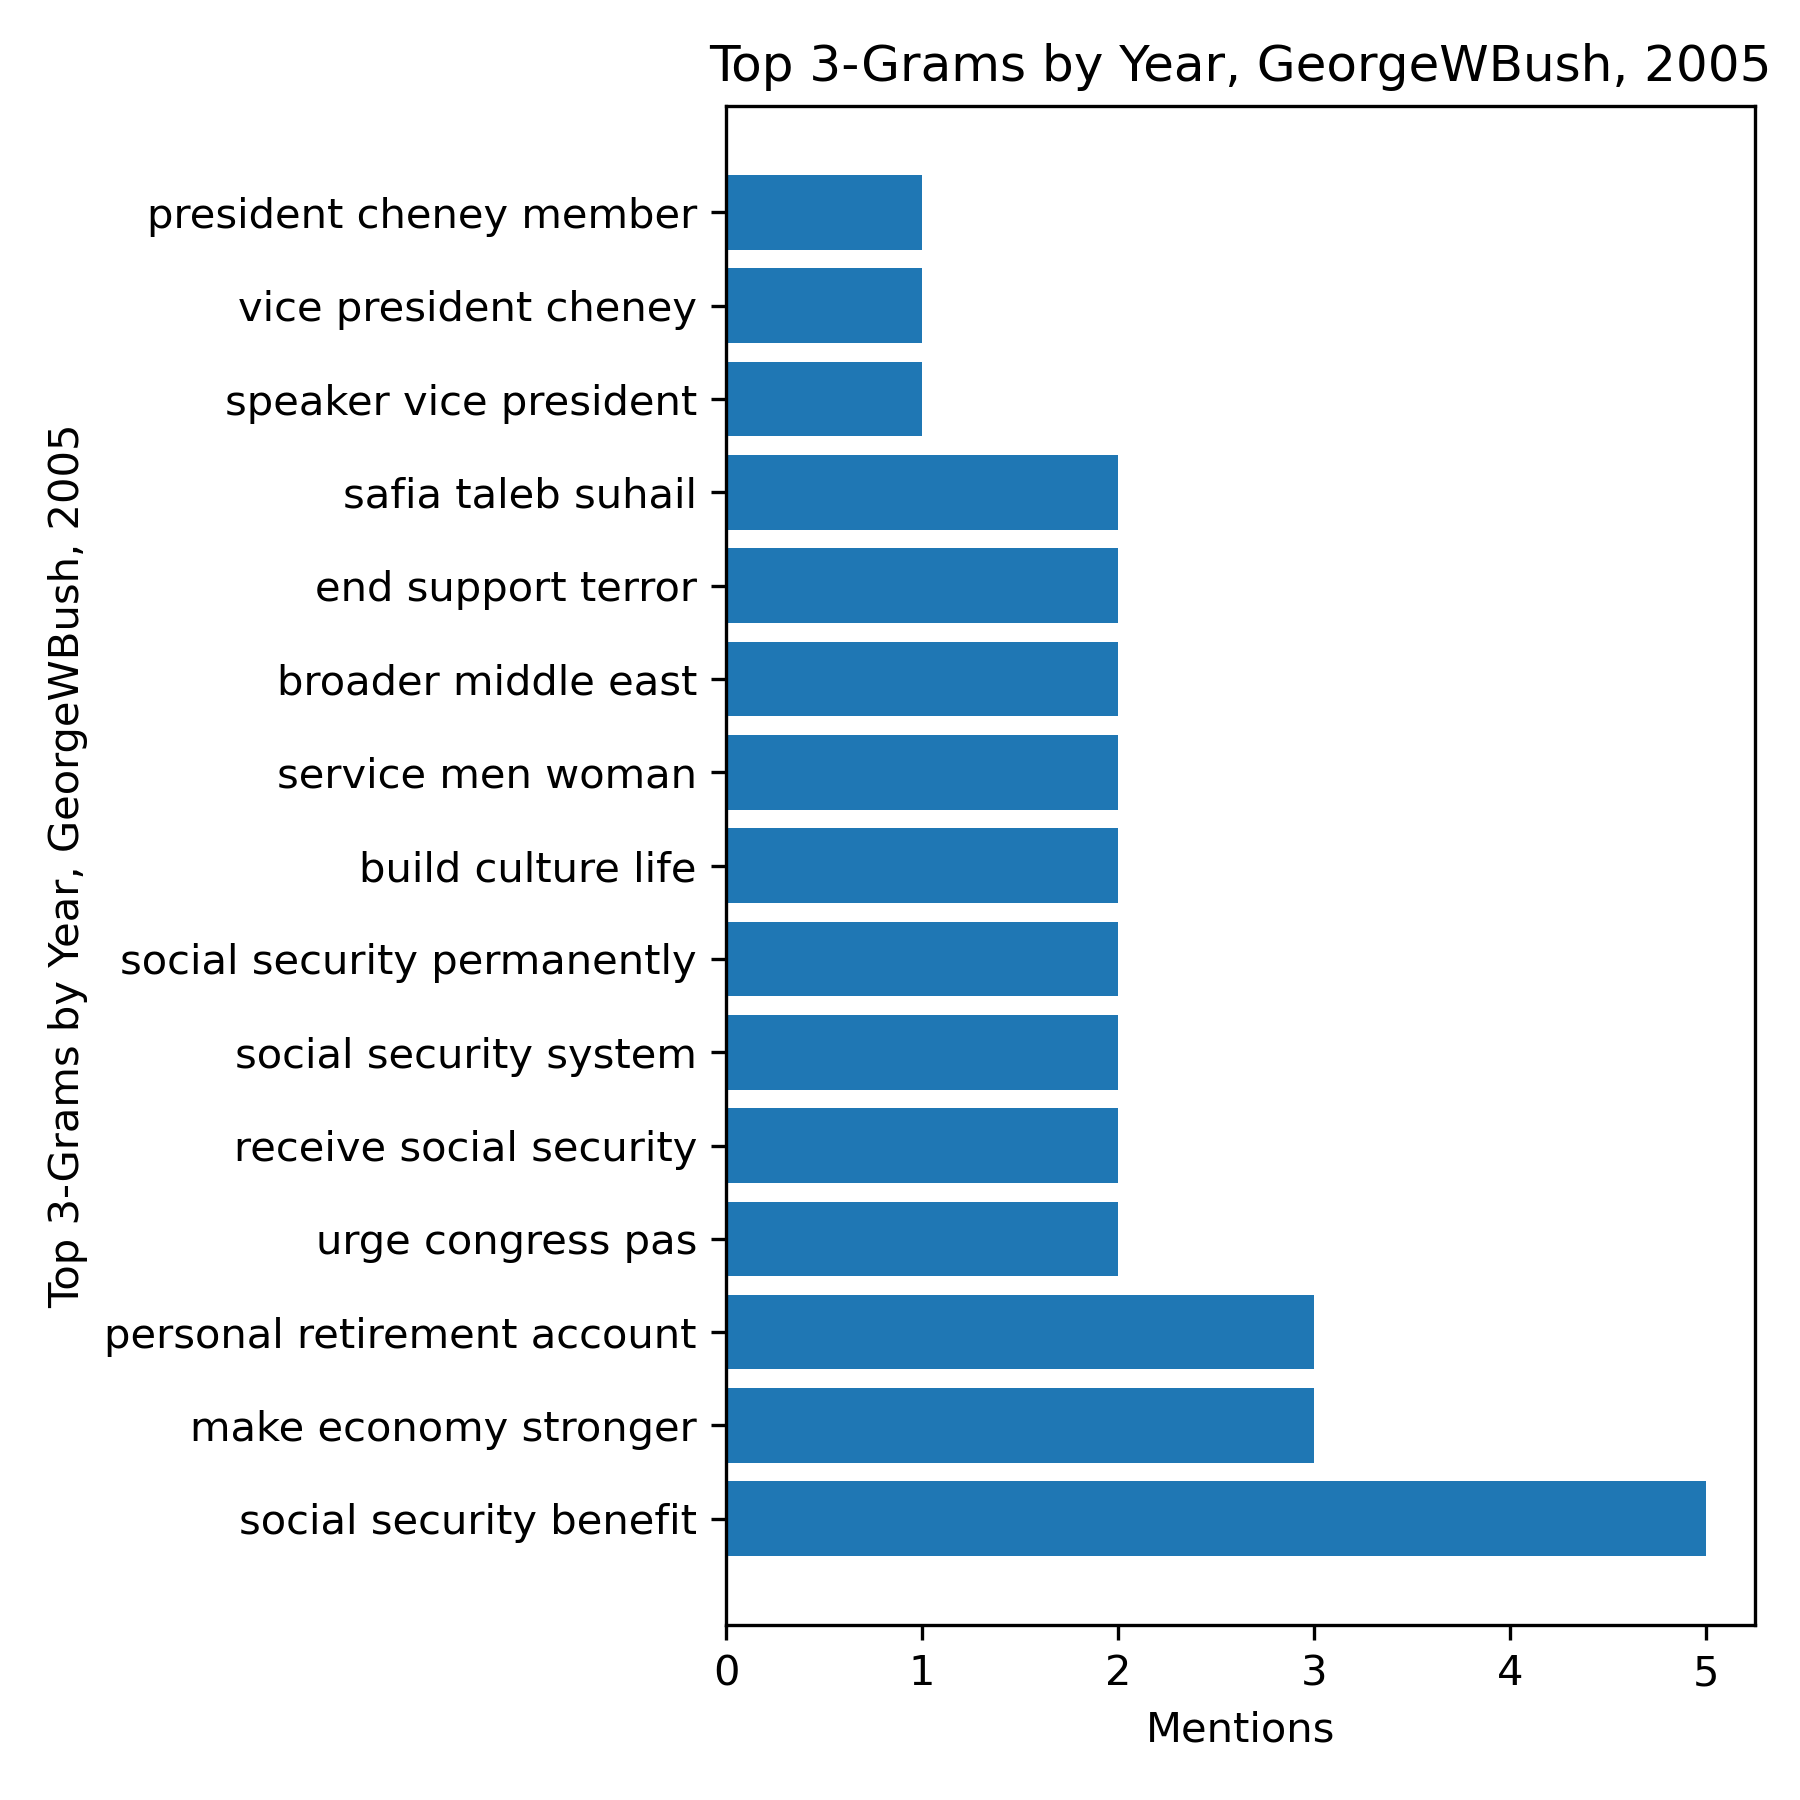 Top 3-Grams by Year, GeorgeWBush, 2005
Top 3-Grams by Year, GeorgeWBush, 2005
president cheney member
vice president cheney
speaker vice president
safia taleb suhail
end support terror
broader middle east
service men woman
build culture life
social security permanently
social security system
receive social security
urge congress pas
personal retirement account
make economy stronger
social security benefit
0 1 2 3 4 5
Mentions